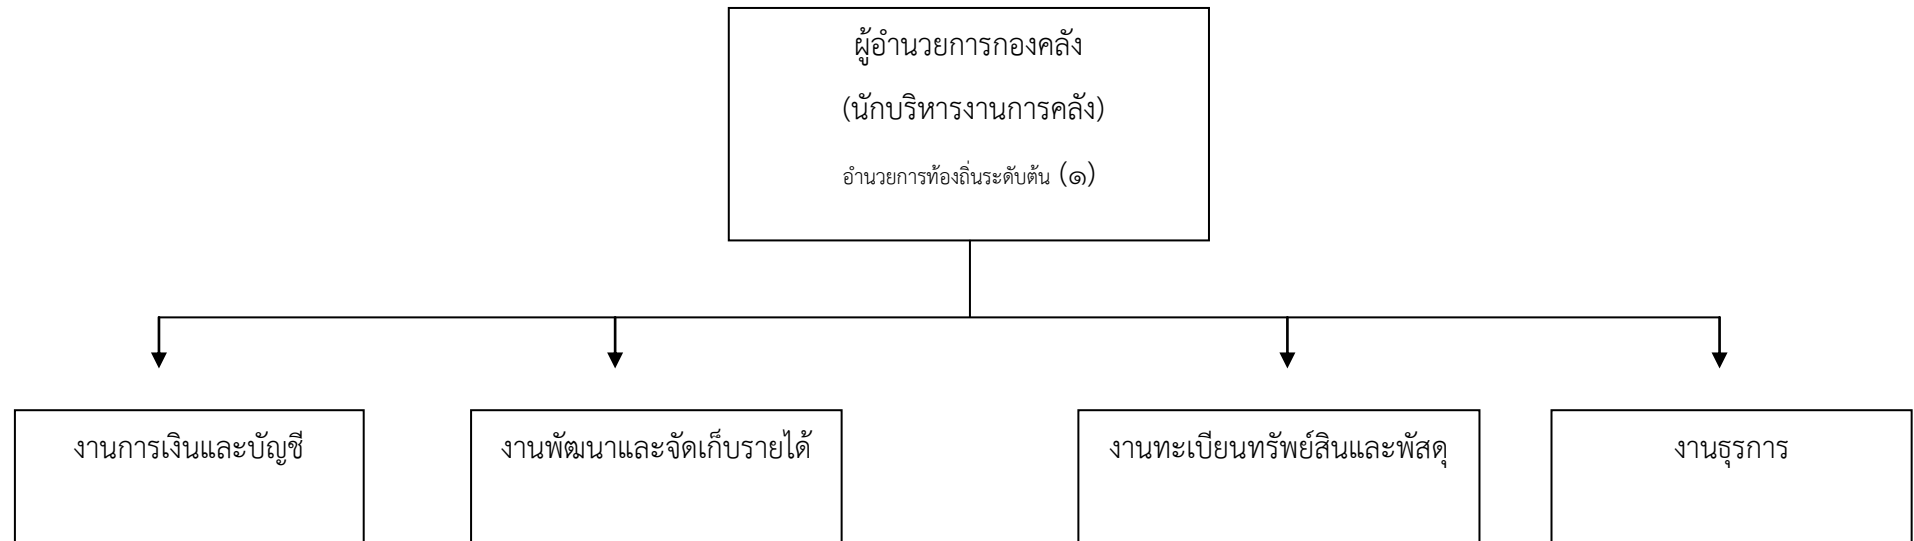 ผู้อำนวยการกองคลัง
(นักบริหารงานการคลัง)
อำนวยการท้องถิ่นระดับต้น (๑)
งานการเงินและบัญชี
งานพัฒนาและจัดเก็บรายได้
งานทะเบียนทรัพย์สินและพัสดุ
งานธุรการ